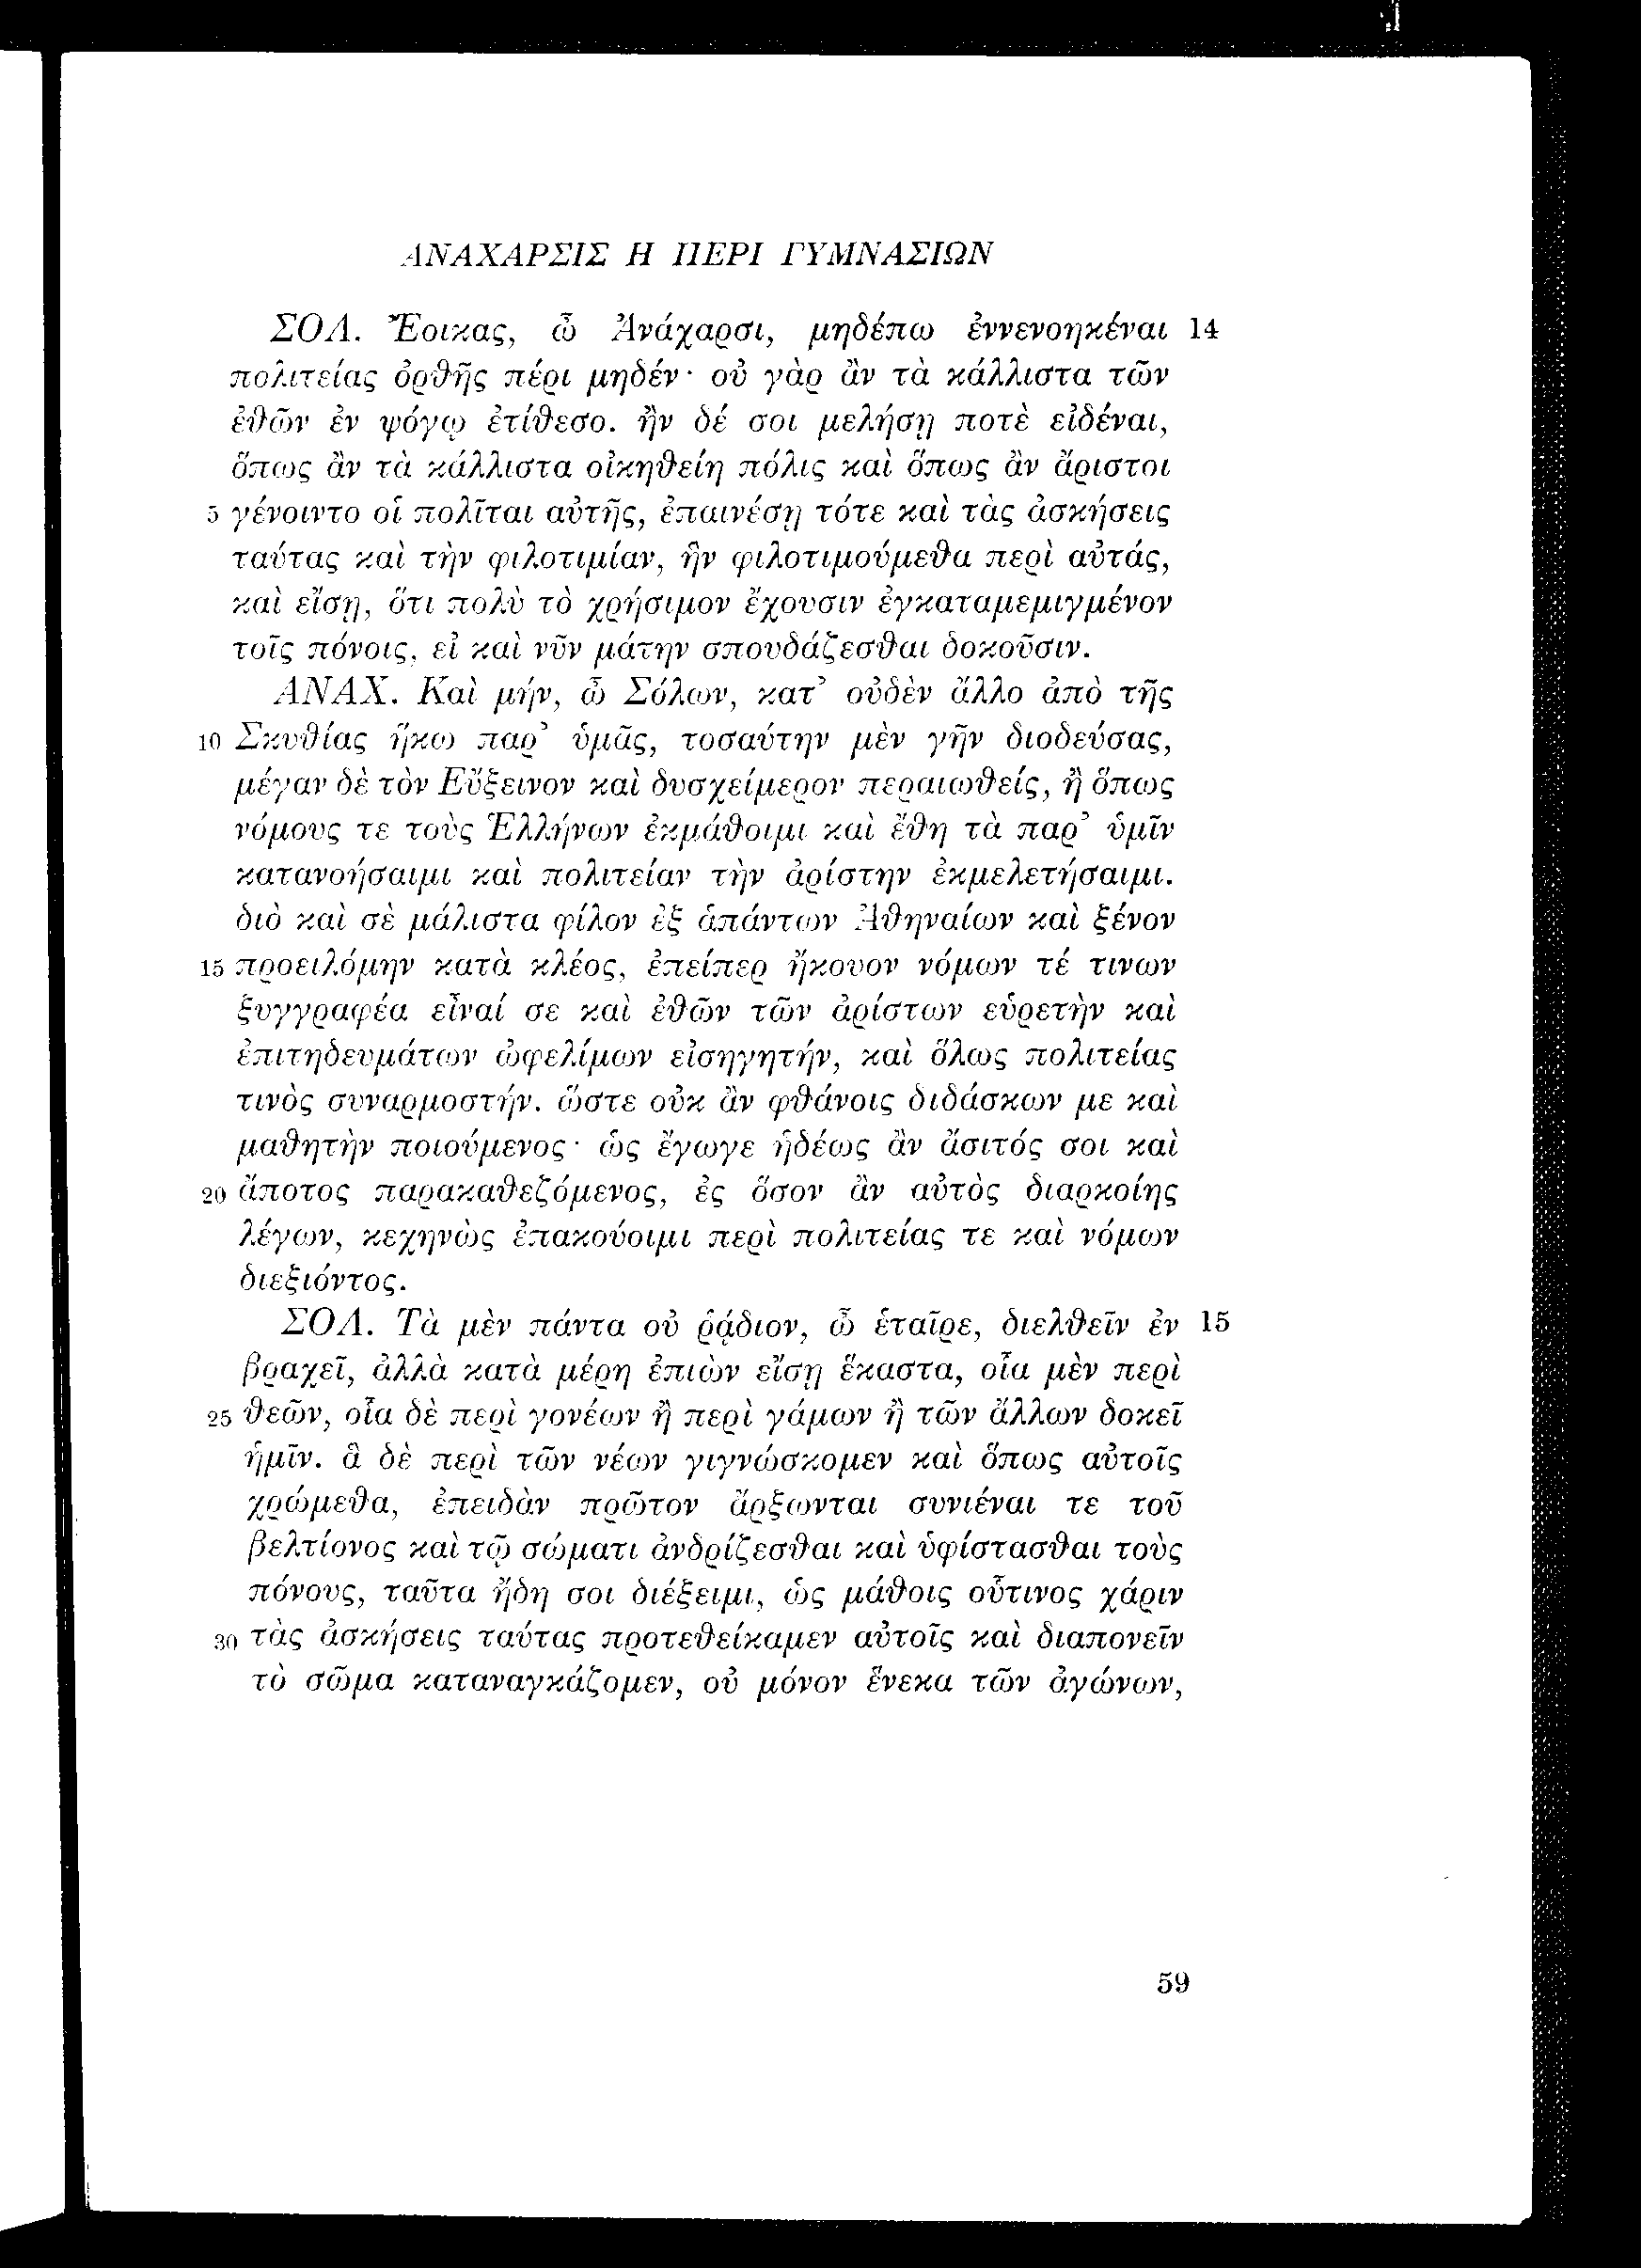 ΑΝΑΧΑΡΣΙΣ Η ΠΕΡΙ ΓΥΜΝΑΣΙΩΝ
ΣΟΛ. Ἔοικας, ὦ Ἀνάχαρσι, μηδέπω ἐννενοηκέναι 14
πολιτείας ὀρθῆς πέρι μηδέν· οὐ γὰρ ἂν τὰ κάλλιστα τῶν
ἐθῶν ἐν ψόγῳ ἐτίθεσο. ἢν δέ σοι μελήσῃ ποτὲ εἰδέναι,
ὅπως ἂν τὰ κάλλιστα οἰκηθείη πόλις καὶ ὅπως ἂν ἄριστοι
5 γένοιντο οἱ πολῖται αὐτῆς, ἐπαινέσῃ τότε καὶ τὰς ἀσκήσεις
ταύτας καὶ τὴν φιλοτιμίαν, ἣν φιλοτιμούμεθα περὶ αὐτάς,
καὶ εἴσῃ, ὅτι πολὺ τὸ χρήσιμον ἔχουσιν ἐγκαταμεμιγμένον
τοῖς πόνοις, εἰ καὶ νῦν μάτην σπουδάζεσθαι δοκοῦσιν.
ΑΝΑΧ. Καὶ μήν, ὦ Σόλων, κατ’ οὐδὲν ἄλλο ἀπὸ τῆς
10 Σκυθίας ἥκω παρ’ ὑμᾶς, τοσαύτην μὲν γῆν διοδεύσας,
μέγαν δὲ τὸν Εὔξεινον καὶ δυσχείμερον περαιωθείς, ἢ ὅπως
νόμους τε τοὺς Ἑλλήνων ἐκμάθοιμι καὶ ἔθη τὰ παρ’ ὑμῖν
κατανοήσαιμι καὶ πολιτείαν τὴν ἀρίστην ἐκμελετήσαιμι.
διὸ καὶ σὲ μάλιστα φίλον ἐξ ἁπάντων Ἀθηναίων καὶ ξένον
15 προειλόμην κατὰ κλέος, ἐπείπερ ἤκουον νόμων τέ τινων
ξυγγραφέα εἶναί σε καὶ ἐθῶν τῶν ἀρίστων εὑρετὴν καὶ
ἐπιτηδευμάτων ὠφελίμων εἰσηγητήν, καὶ ὅλως πολιτείας
τινὸς συναρμοστήν. ὥστε οὐκ ἂν φθάνοις διδάσκων με καὶ
μαθητὴν ποιούμενος· ὡς ἔγωγε ἡδέως ἂν ἄσιτός σοι καὶ
20 ἄποτος παρακαθεζόμενος, ἐς ὅσον ἂν αὐτὸς διαρκοίης
λέγων, κεχηνὼς ἐπακούοιμι περὶ πολιτείας τε καὶ νόμων
διεξιόντος.
ΣΟΛ. Τὰ μὲν πάντα οὐ ῥᾴδιον, ὦ ἑταῖρε, διελθεῖν ἐν 15
βραχεῖ, ἀλλὰ κατὰ μέρη ἐπιὼν εἴσῃ ἕκαστα, οἷα μὲν περὶ
25 θεῶν, οἷα δὲ περὶ γονέων ἢ περὶ γάμων ἢ τῶν ἄλλων δοκεῖ
ἡμῖν. ἃ δὲ περὶ τῶν νέων γιγνώσκομεν καὶ ὅπως αὐτοῖς
χρώμεθα, ἐπειδὰν πρῶτον ἄρξωνται συνιέναι τε τοῦ
βελτίονος καὶ τῷ σώματι ἀνδρίζεσθαι καὶ ὑφίστασθαι τοὺς
πόνους, ταῦτα ἤδη σοι διέξειμι, ὡς μάθοις οὗτινος χάριν
30 τὰς ἀσκήσεις ταύτας προτεθείκαμεν αὐτοῖς καὶ διαπονεῖν
τὸ σῶμα καταναγκάζομεν, οὐ μόνον ἕνεκα τῶν ἀγώνων,
59